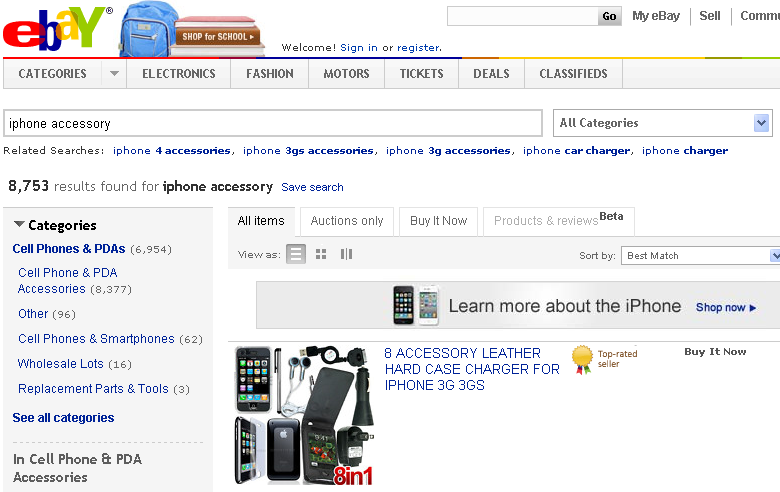 ebay®
SHOP for SCHOOL ▸
Welcome! Sign in or register.
Go
My eBay
Sell
Commu
CATEGORIES
ELECTRONICS
FASHION
MOTORS
TICKETS
DEALS
CLASSIFIEDS
iphone accessory
All Categories
Related Searches: iphone 4 accessories, iphone 3gs accessories, iphone 3g accessories, iphone car charger, iphone charger
8,753 results found for iphone accessory Save search
Categories
Cell Phones & PDAs (6,954)
Cell Phone & PDA
Accessories (8,377)
Other (96)
Cell Phones & Smartphones (62)
Wholesale Lots (16)
Replacement Parts & Tools (3)
See all categories
In Cell Phone & PDA
Accessories
All items
Auctions only
Buy It Now
Products & reviews Beta
View as:
Sort by: Best Match
Learn more about the iPhone Shop now ▸
8 ACCESSORY LEATHER
HARD CASE CHARGER FOR
IPHONE 3G 3GS
Top-rated
seller
Buy It Now
8in1